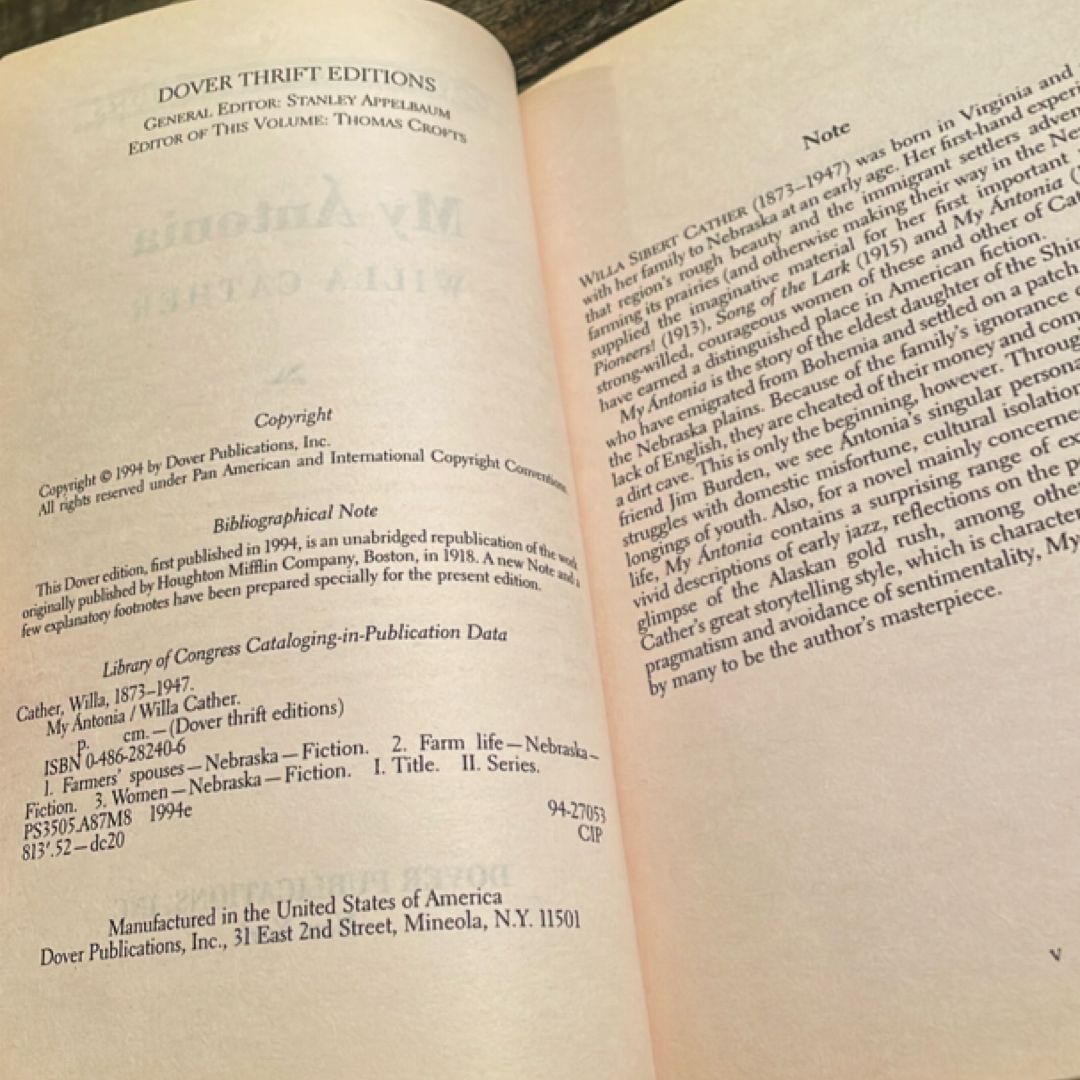 DOVER THRIFT EDITIONS
GENERAL EDITOR: STANLEY APPELBAUM
EDITOR OF THIS VOLUME: THOMAS CROFTS
Copyright
Copyright © 1994 by Dover Publications, Inc.
All rights reserved under Pan American and International Copyright Conventions.
Bibliographical Note
This Dover edition, first published in 1994, is an unabridged republication of the work
originally published by Houghton Mifflin Company, Boston, in 1918. A new Note and a
few explanatory footnotes have been prepared specially for the present edition.
Library of Congress Cataloging-in-Publication Data
Cather, Willa, 1873–1947.
My Ántonia / Willa Cather.
p. cm. — (Dover thrift editions)
ISBN 0-486-28240-6
1. Farmers' spouses — Nebraska — Fiction. 2. Farm life — Nebraska —
Fiction. 3. Women — Nebraska — Fiction. I. Title. II. Series.
PS3505.A87M8 1994e
813'.52 — dc20
94-27053
CIP
Manufactured in the United States of America
Dover Publications, Inc., 31 East 2nd Street, Mineola, N.Y. 11501
Note
WILLA SIBERT CATHER (1873–1947) was born in Virginia and
with her family to Nebraska at an early age. Her first-hand
that region's rough beauty and the immigrant settlers
farming its prairies (and otherwise making their way in the
supplied the imaginative material for her first important
Pioneers! (1913), Song of the Lark (1915) and My Ántonia
strong-willed, courageous women of these and other of
have earned a distinguished place in American fiction.
My Ántonia is the story of the eldest daughter of the
who have emigrated from Bohemia and settled on a patch
the Nebraska plains. Because of the family's ignorance
lack of English, they are cheated of their money and
a dirt cave. This is only the beginning, however. Through
friend Jim Burden, we see Ántonia's singular
struggles with domestic misfortune, cultural
longings of youth. Also, for a novel mainly
life, My Ántonia contains a surprising range of
vivid descriptions of early jazz, reflections on the
glimpse of the Alaskan gold rush, among
Cather's great storytelling style, which is
pragmatism and avoidance of sentimentality, My
by many to be the author's masterpiece.
v